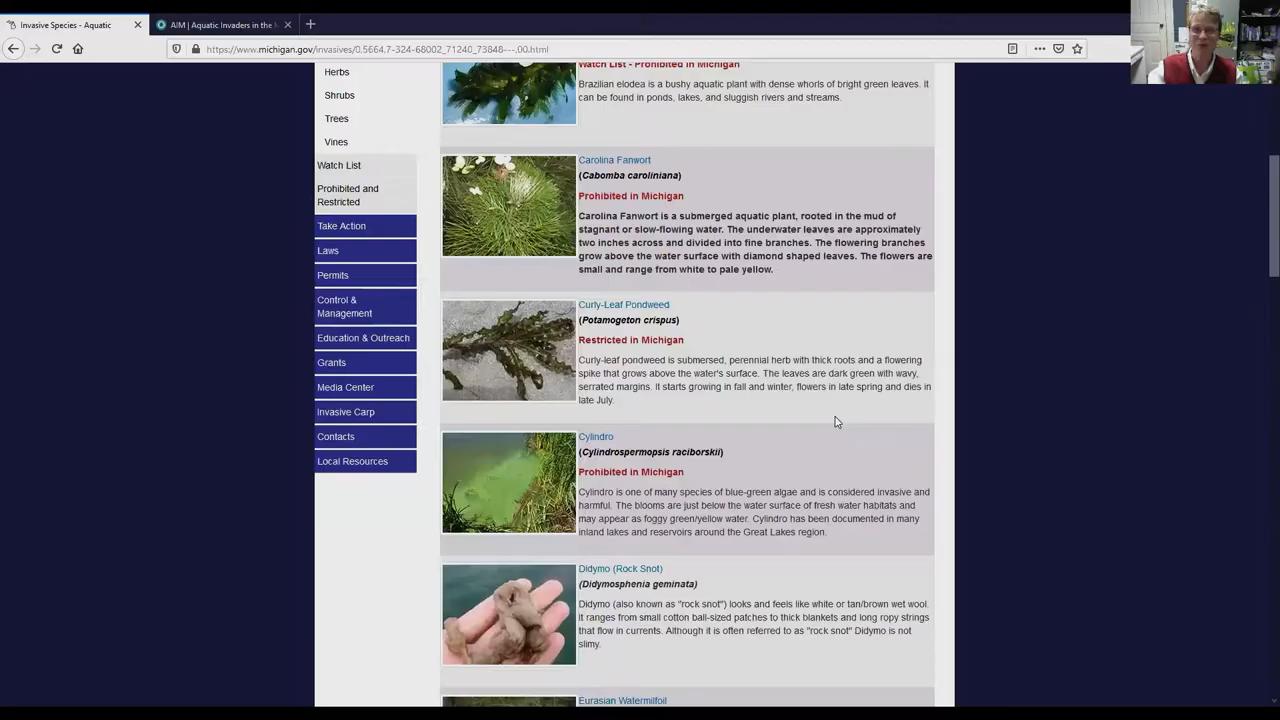 Invasive Species - Aquatic
AIM | Aquatic Invaders in the
https://www.michigan.gov/invasives/0,5664,7-324-68002_71240_73848---,00.html
Herbs
Shrubs
Trees
Vines
Watch List
Prohibited and
Restricted
Take Action
Laws
Permits
Control &
Management
Education & Outreach
Grants
Media Center
Invasive Carp
Contacts
Local Resources
Watch List - Prohibited in Michigan
Brazilian elodea is a bushy aquatic plant with dense whorls of bright green leaves. It
can be found in ponds, lakes, and sluggish rivers and streams.
Carolina Fanwort
(Cabomba caroliniana)
Prohibited in Michigan
Carolina Fanwort is a submerged aquatic plant, rooted in the mud of
stagnant or slow-flowing water. The underwater leaves are approximately
two inches across and divided into fine branches. The flowering branches
grow above the water surface with diamond shaped leaves. The flowers are
small and range from white to pale yellow.
Curly-Leaf Pondweed
(Potamogeton crispus)
Restricted in Michigan
Curly-leaf pondweed is submersed, perennial herb with thick roots and a flowering
spike that grows above the water's surface. The leaves are dark green with wavy,
serrated margins. It starts growing in fall and winter, flowers in late spring and dies in
late July.
Cylindro
(Cylindrospermopsis raciborskii)
Prohibited in Michigan
Cylindro is one of many species of blue-green algae and is considered invasive and
harmful. The blooms are just below the water surface of fresh water habitats and
may appear as foggy green/yellow water. Cylindro has been documented in many
inland lakes and reservoirs around the Great Lakes region.
Didymo (Rock Snot)
(Didymosphenia geminata)
Didymo (also known as "rock snot") looks and feels like white or tan/brown wet wool.
It ranges from small cotton ball-sized patches to thick blankets and long ropy strings
that flow in currents. Although it is often referred to as "rock snot" Didymo is not
slimy.
Eurasian Watermilfoil